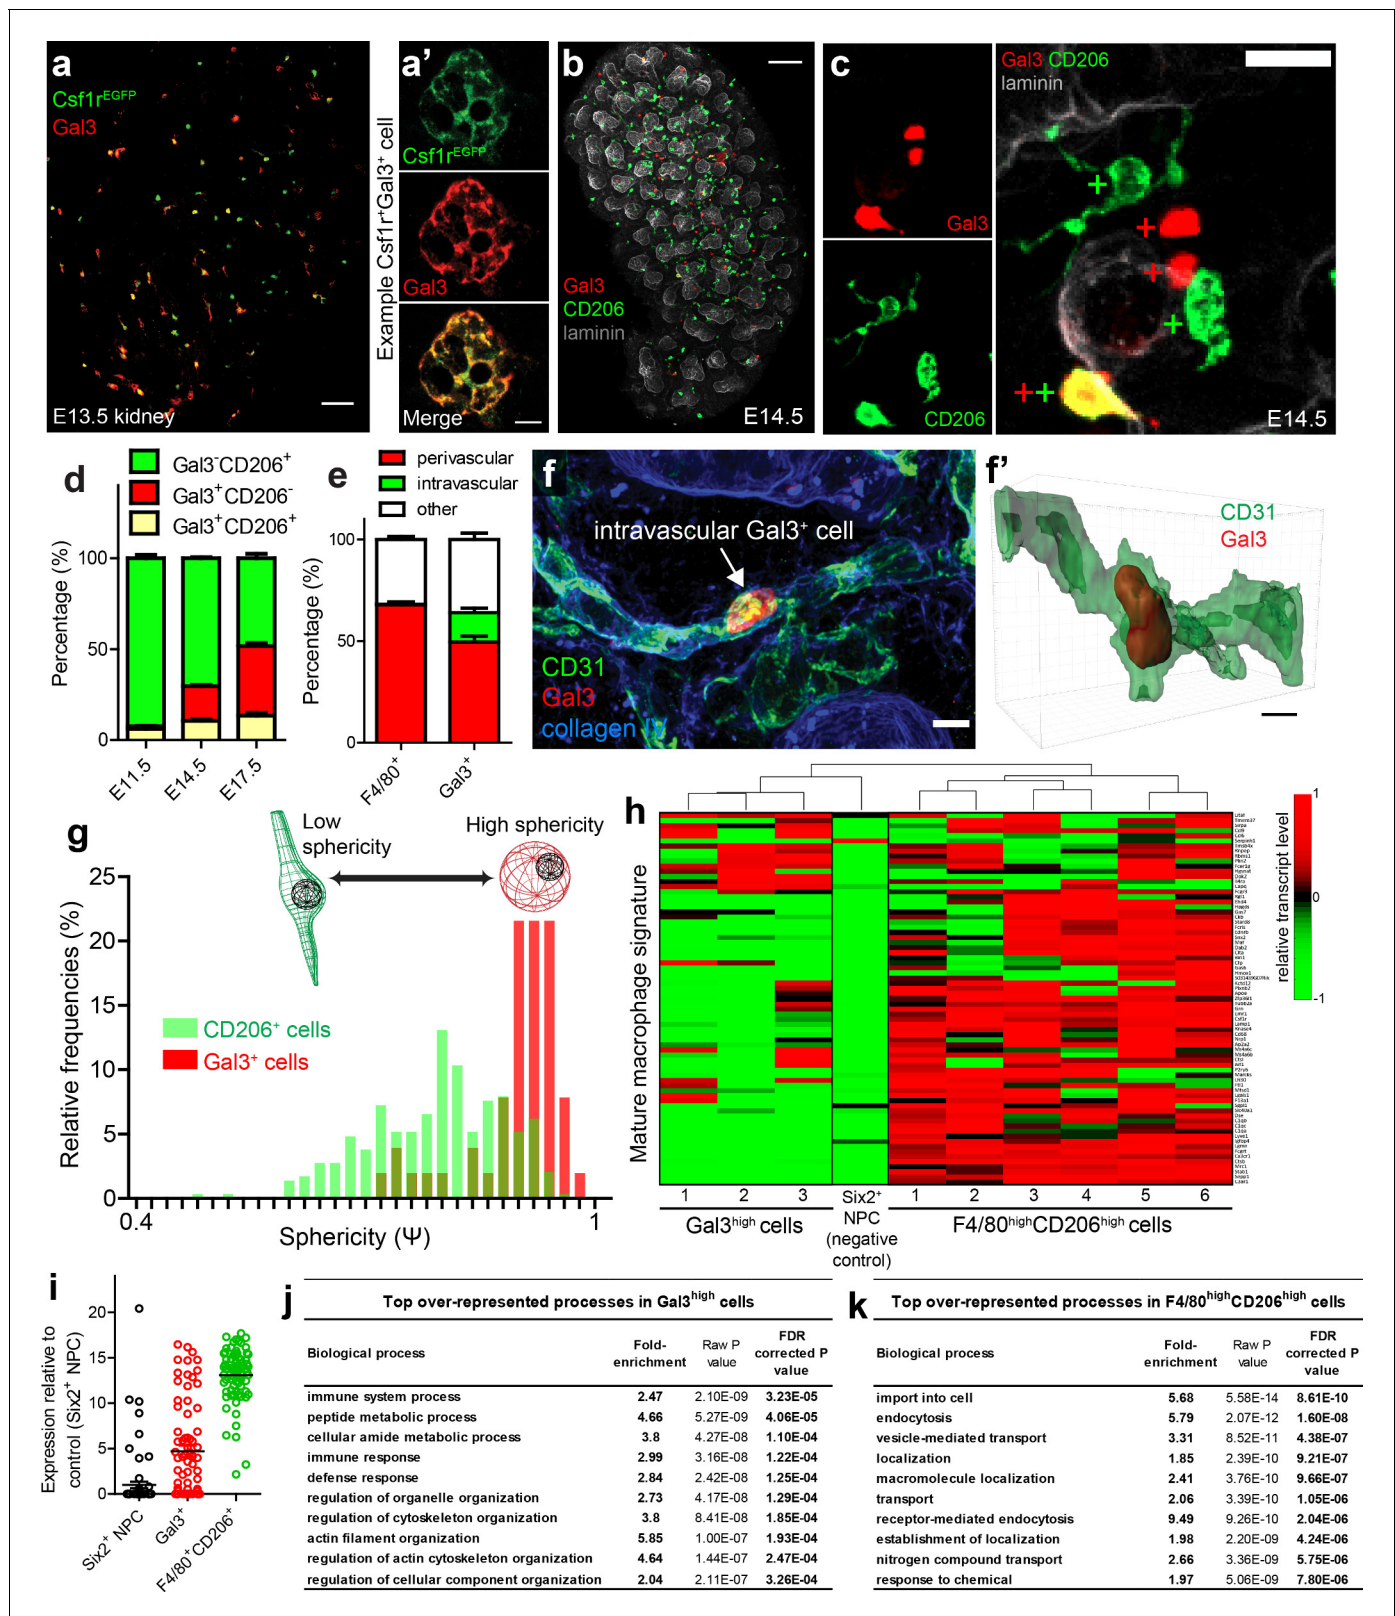 a
Csf1rEGFP
Gal3
E13.5 kidney
Example Csf1r+Gal3+ cell
a'
Csf1rEGFP
Gal3
Merge
b
Gal3
CD206
laminin
E14.5
c
Gal3
CD206
Gal3 CD206
laminin
E14.5
d
Gal3-CD206+
Gal3+CD206-
Gal3+CD206+
Percentage (%)
100
50
0
E11.5
E14.5
E17.5
e
perivascular
intravascular
other
Percentage (%)
100
50
0
F4/80+
Gal3+
f
intravascular Gal3+ cell
CD31
Gal3
collagen IV
f'
CD31
Gal3
g
Low
sphericity
High sphericity
Relative frequencies (%)
25
20
15
10
5
0
CD206+ cells
Gal3+ cells
0.4
1
Sphericity (Ψ)
h
Mature macrophage signature
1
0
-1
relative transcript level
1 2 3
Gal3high cells
Six2+
NPC
(negative
control)
1 2 3 4 5 6
F4/80highCD206high cells
i
Expression relative to
control (Six2+ NPC)
20
15
10
5
0
Six2+ NPC
Gal3+
F4/80+CD206+
j
Top over-represented processes in Gal3high cells
Biological process Fold-enrichment Raw P value FDR corrected P value
immune system process 2.47 2.10E-09 3.23E-05
peptide metabolic process 4.66 5.27E-09 4.06E-05
cellular amide metabolic process 3.8 4.27E-08 1.10E-04
immune response 2.99 3.16E-08 1.22E-04
defense response 2.84 2.42E-08 1.25E-04
regulation of organelle organization 2.73 4.17E-08 1.29E-04
regulation of cytoskeleton organization 3.8 8.41E-08 1.85E-04
actin filament organization 5.85 1.00E-07 1.93E-04
regulation of actin cytoskeleton organization 4.64 1.44E-07 2.47E-04
regulation of cellular component organization 2.04 2.11E-07 3.26E-04
k
Top over-represented processes in F4/80highCD206high cells
Biological process Fold-enrichment Raw P value FDR corrected P value
import into cell 5.68 5.58E-14 8.61E-10
endocytosis 5.79 2.07E-12 1.60E-08
vesicle-mediated transport 3.31 8.52E-11 4.38E-07
localization 1.85 2.39E-10 9.21E-07
macromolecule localization 2.41 3.76E-10 9.66E-07
transport 2.06 3.39E-10 1.05E-06
receptor-mediated endocytosis 9.49 9.26E-10 2.04E-06
establishment of localization 1.98 2.20E-09 4.24E-06
nitrogen compound transport 2.66 3.36E-09 5.75E-06
response to chemical 1.97 5.06E-09 7.80E-06